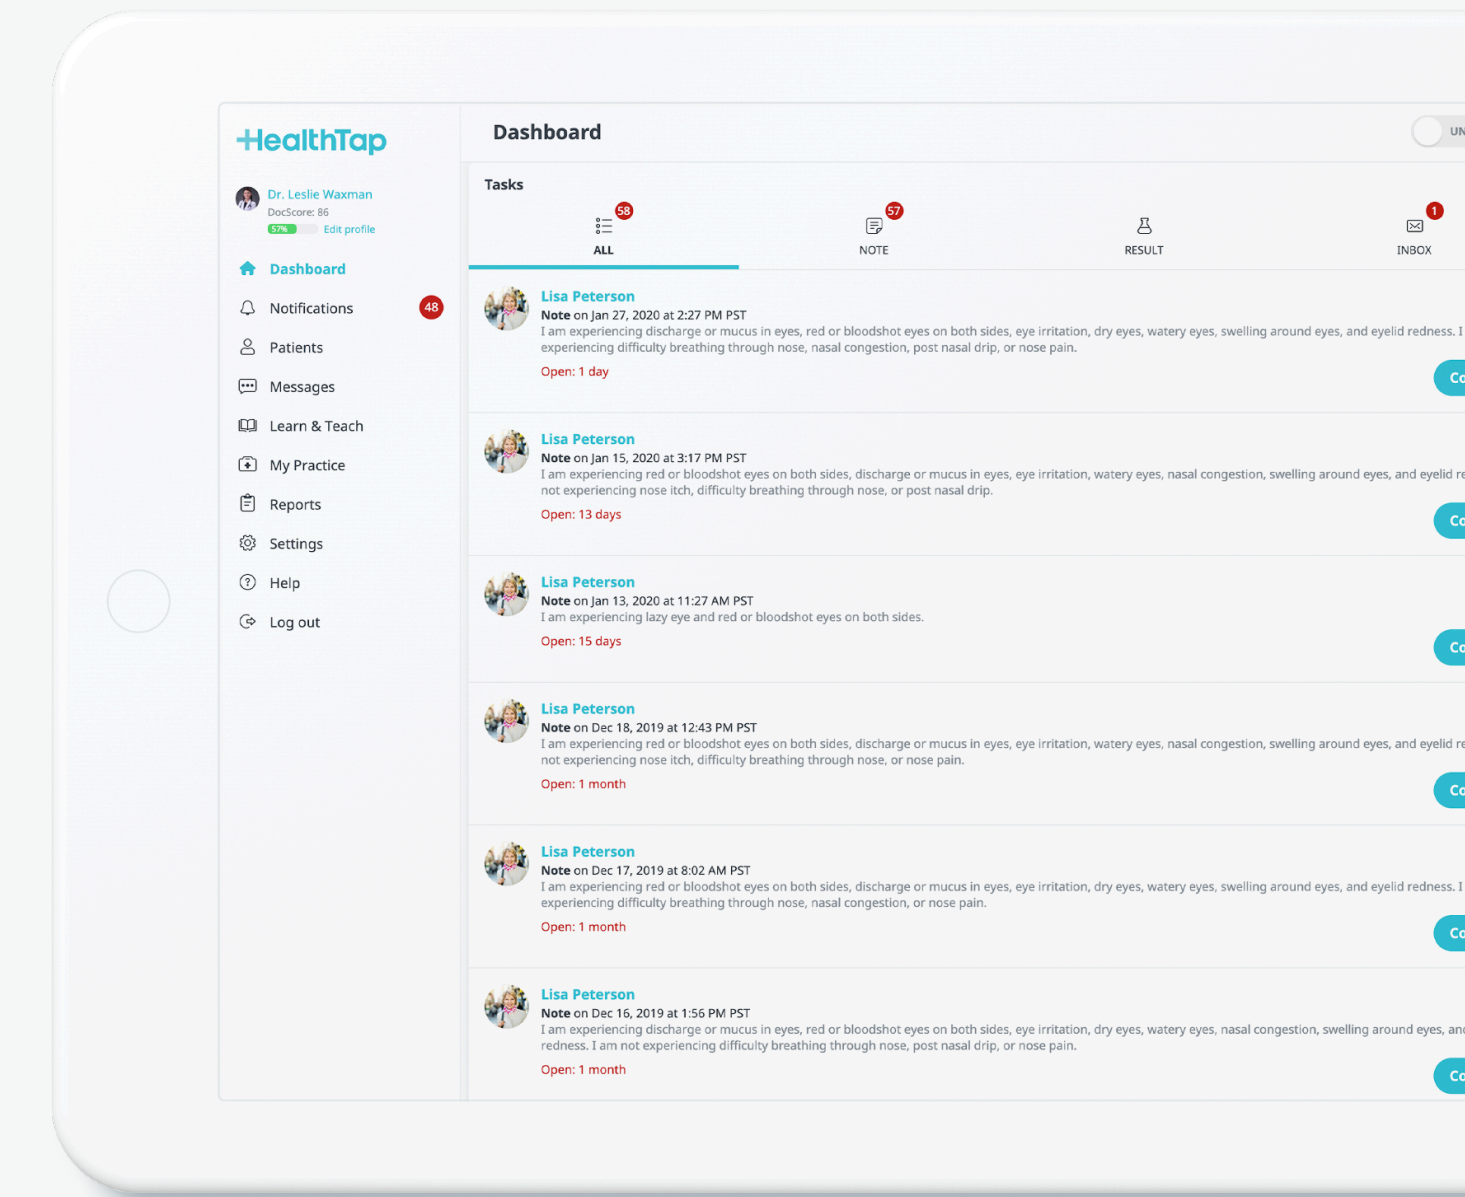 HealthTap
Dr. Leslie Waxman
DocScore: 86
57% Edit profile
Dashboard
Notifications 48
Patients
Messages
Learn & Teach
My Practice
Reports
Settings
Help
Log out
Dashboard
Tasks
58
ALL
57
NOTE
RESULT
1
INBOX
Lisa Peterson
Note on Jan 27, 2020 at 2:27 PM PST
I am experiencing discharge or mucus in eyes, red or bloodshot eyes on both sides, eye irritation, dry eyes, watery eyes, swelling around eyes, and eyelid redness. I
experiencing difficulty breathing through nose, nasal congestion, post nasal drip, or nose pain.
Open: 1 day
Lisa Peterson
Note on Jan 15, 2020 at 3:17 PM PST
I am experiencing red or bloodshot eyes on both sides, discharge or mucus in eyes, eye irritation, watery eyes, nasal congestion, swelling around eyes, and eyelid
not experiencing nose itch, difficulty breathing through nose, or post nasal drip.
Open: 13 days
Lisa Peterson
Note on Jan 13, 2020 at 11:27 AM PST
I am experiencing lazy eye and red or bloodshot eyes on both sides.
Open: 15 days
Lisa Peterson
Note on Dec 18, 2019 at 12:43 PM PST
I am experiencing red or bloodshot eyes on both sides, discharge or mucus in eyes, eye irritation, watery eyes, nasal congestion, swelling around eyes, and eyelid
not experiencing nose itch, difficulty breathing through nose, or nose pain.
Open: 1 month
Lisa Peterson
Note on Dec 17, 2019 at 8:02 AM PST
I am experiencing red or bloodshot eyes on both sides, discharge or mucus in eyes, eye irritation, dry eyes, watery eyes, swelling around eyes, and eyelid redness. I
experiencing difficulty breathing through nose, nasal congestion, or nose pain.
Open: 1 month
Lisa Peterson
Note on Dec 16, 2019 at 1:56 PM PST
I am experiencing discharge or mucus in eyes, red or bloodshot eyes on both sides, eye irritation, dry eyes, watery eyes, nasal congestion, swelling around eyes,
redness. I am not experiencing difficulty breathing through nose, post nasal drip, or nose pain.
Open: 1 month